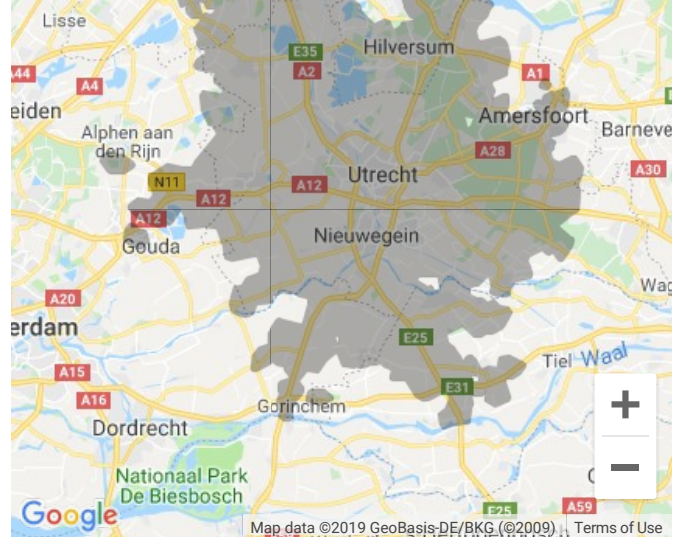 Lisse
Hilversum
E35
A2
44
A1
A4
eiden
Amersfoort
Alphen aan
den Rijn
Barneve
A28
A30
Utrecht
N11
A12
A12
A12
Nieuwegein
Gouda
Wag
A20
erdam
E25
Tiel
Waal
A15
E31
A16
Gorinchem
Dordrecht
+
−
Nationaal Park
De Biesbosch
A59
E25
Google
Map data ©2019 GeoBasis-DE/BKG (©2009)
Terms of Use